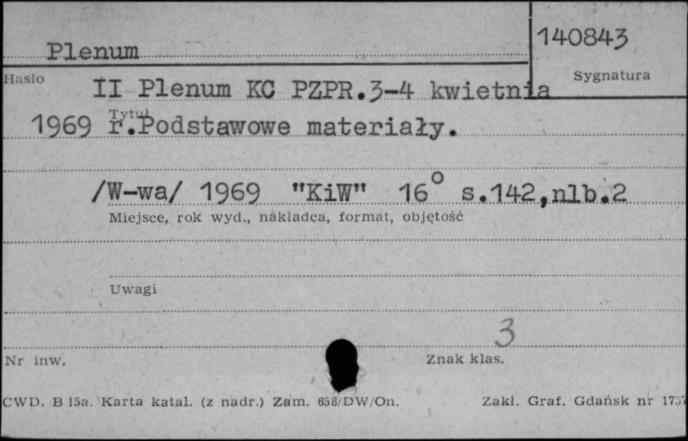 140843
Plenum
Hasło
Sygnatura
II Plenum KC PZPR.3-4 kwietnia
Tytuł
1969 r.Podstawowe materiały.
/W-wa/ 1969 "KiW" 16° s.142,nlb.2
Miejsce, rok wyd., nakładca, format, objętość
Uwagi
3
Nr inw.
Znak klas.
CWD. B 15a. Karta katal. (z nadr.) Zam. 658/DW/On.
Zakł. Graf. Gdańsk nr